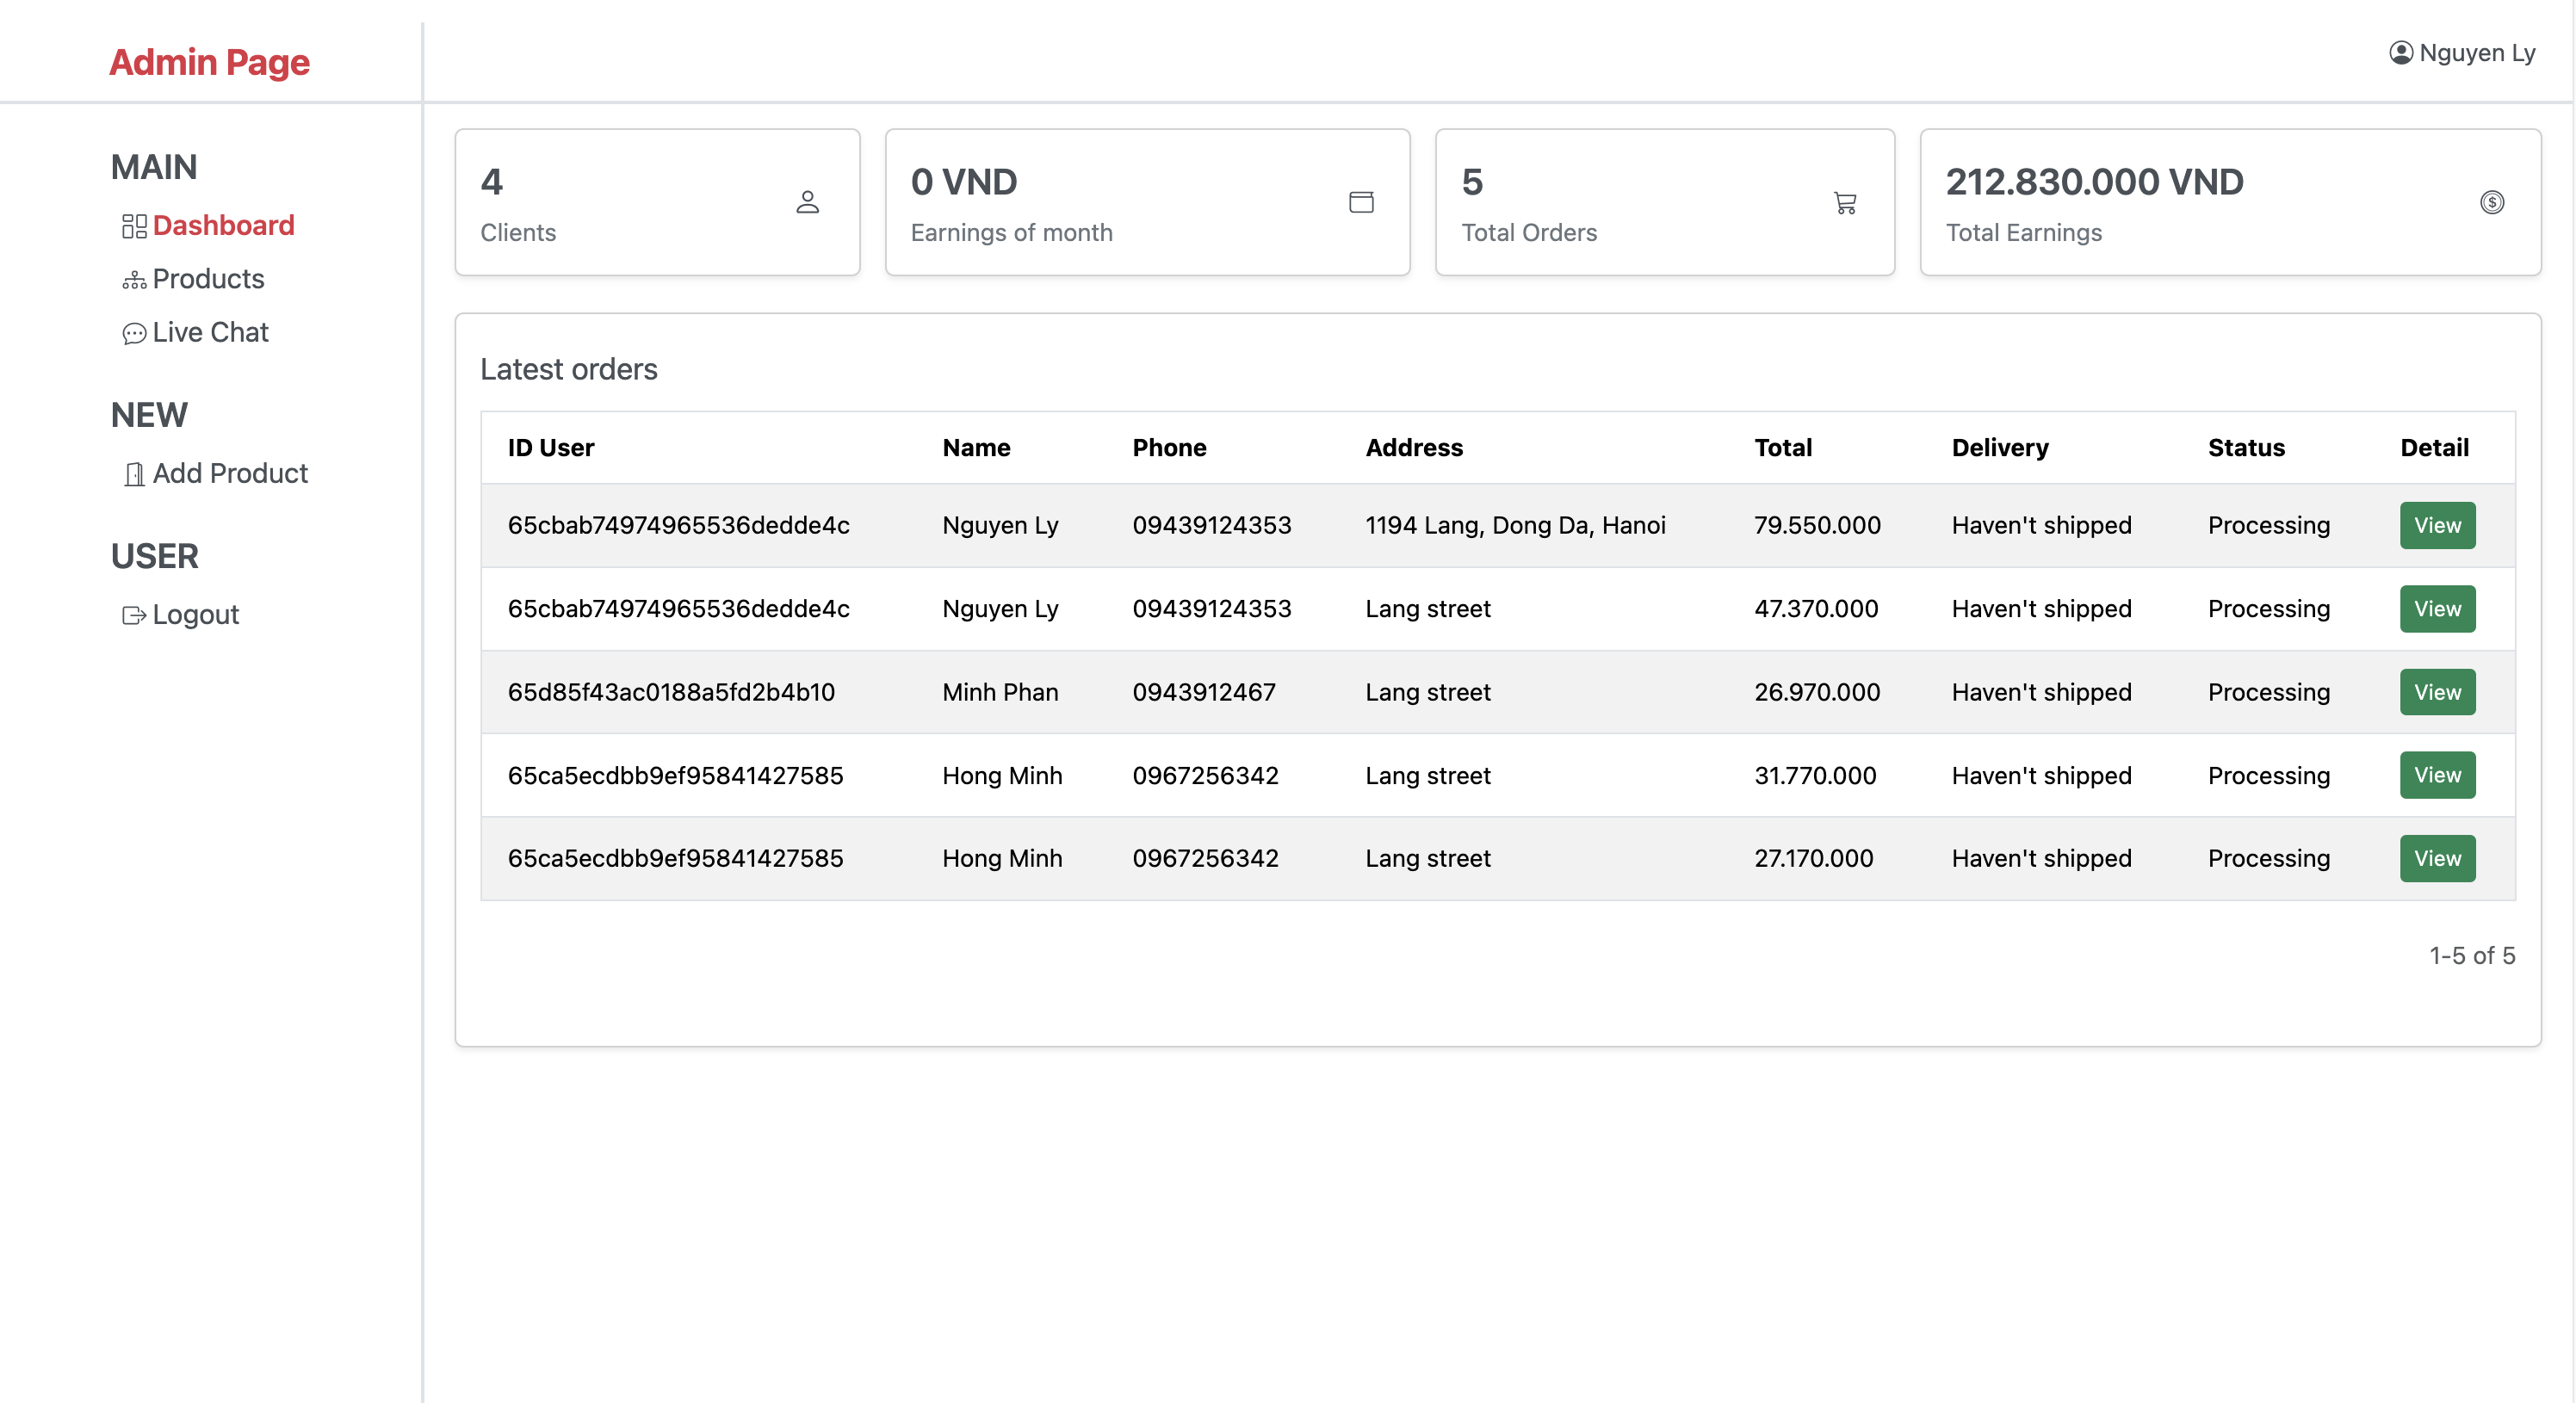 Admin Page
Nguyen Ly
MAIN
Dashboard
Products
Live Chat
NEW
Add Product
USER
Logout
4
Clients
0 VND
Earnings of month
5
Total Orders
212.830.000 VND
Total Earnings
Latest orders
ID User Name Phone Address Total Delivery Status Detail
65cbab74974965536dedde4c Nguyen Ly 09439124353 1194 Lang, Dong Da, Hanoi 79.550.000 Haven't shipped Processing View
65cbab74974965536dedde4c Nguyen Ly 09439124353 Lang street 47.370.000 Haven't shipped Processing View
65d85f43ac0188a5fd2b4b10 Minh Phan 0943912467 Lang street 26.970.000 Haven't shipped Processing View
65ca5ecdbb9ef95841427585 Hong Minh 0967256342 Lang street 31.770.000 Haven't shipped Processing View
65ca5ecdbb9ef95841427585 Hong Minh 0967256342 Lang street 27.170.000 Haven't shipped Processing View
1-5 of 5